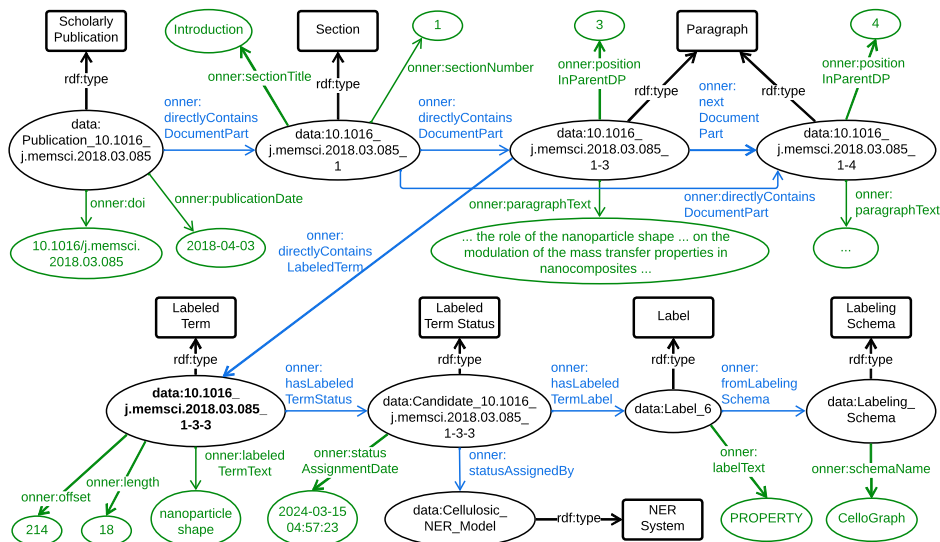 Scholarly
Publication
Introduction
Section
1
3
Paragraph
4
rdf:type
onner:sectionTitle
rdf:type
onner:sectionNumber
onner:position
InParentDP
rdf:type
onner:
next
Document
Part
rdf:type
onner:position
InParentDP
data:
Publication_10.1016_
j.memsci.2018.03.085
onner:
directlyContains
DocumentPart
data:10.1016_
j.memsci.2018.03.085_
1
onner:
directlyContains
DocumentPart
data:10.1016_
j.memsci.2018.03.085_
1-3
data:10.1016_
j.memsci.2018.03.085_
1-4
onner:doi
onner:publicationDate
onner:paragraphText
onner:directlyContains
DocumentPart
onner:
paragraphText
10.1016/j.memsci.
2018.03.085
2018-04-03
onner:
directlyContains
LabeledTerm
... the role of the nanoparticle shape ... on the
modulation of the mass transfer properties in
nanocomposites ...
...
Labeled
Term
Labeled
Term Status
Label
Labeling
Schema
rdf:type
rdf:type
rdf:type
rdf:type
data:10.1016_
j.memsci.2018.03.085_
1-3-3
onner:
hasLabeled
TermStatus
data:Candidate_10.1016_
j.memsci.2018.03.085_
1-3-3
onner:
hasLabeled
TermLabel
data:Label_6
onner:
fromLabeling
Schema
data:Labeling_
Schema
onner:offset
onner:length
onner:labeled
TermText
onner:status
AssignmentDate
onner:
statusAssignedBy
onner:
labelText
onner:schemaName
214
18
nanoparticle
shape
2024-03-15
04:57:23
data:Cellulosic_
NER_Model
rdf:type
NER
System
PROPERTY
CelloGraph